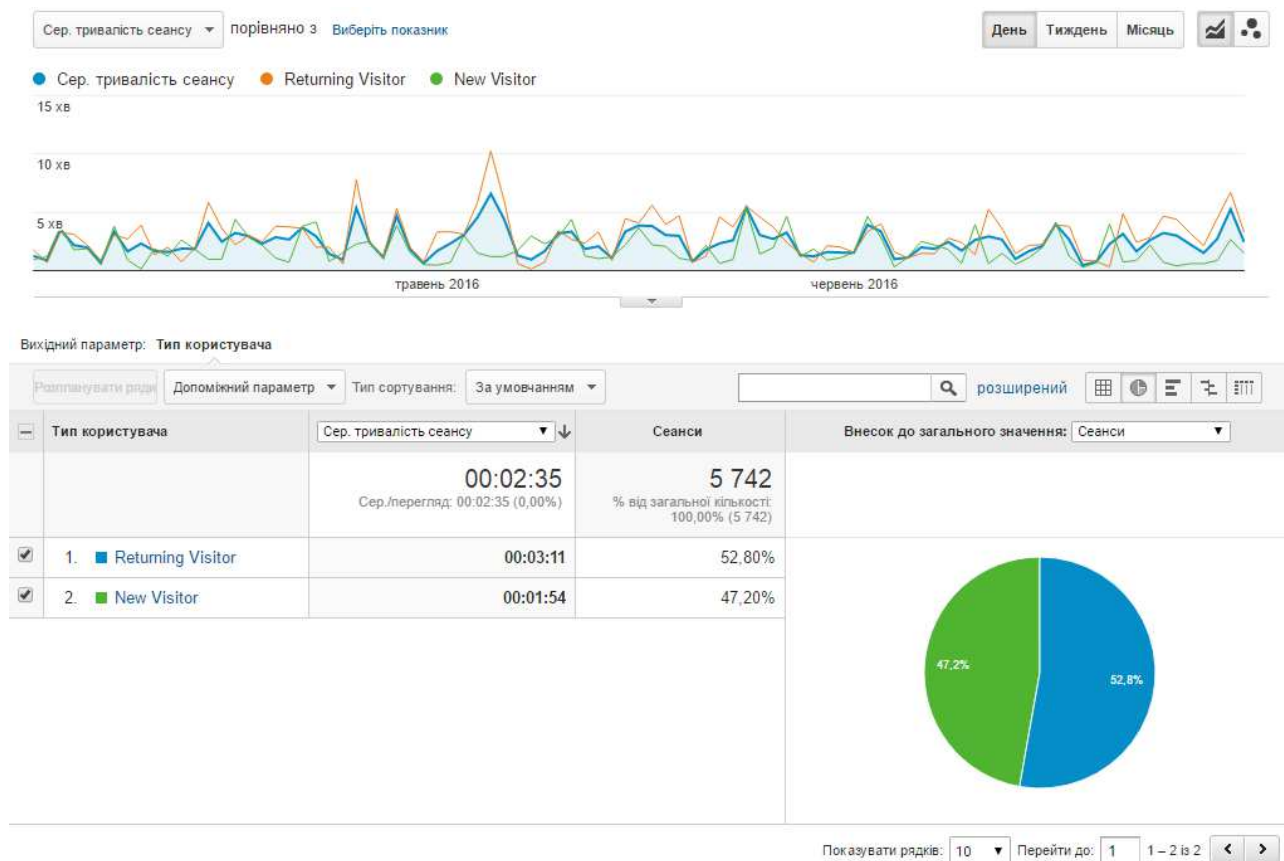 Сер. тривалість сеансу порівняно з Виберіть показник День Тиждень Місяць
Сер. тривалість сеансу Returning Visitor New Visitor
15 хв
10 хв
5 хв
травень 2016 червень 2016
Вихідний параметр: Тип користувача
Розпланувати ряди Допоміжний параметр Тип сортування: За умовчанням розширений
Тип користувача Сер. тривалість сеансу Сеанси Внесок до загального значення: Сеанси
00:02:35 5 742
Сер./перегляд: 00:02:35 (0,00%) % від загальної кількості:
100,00% (5 742)
1. Returning Visitor 00:03:11 52,80%
2. New Visitor 00:01:54 47,20%
47,2%
52,8%
Показувати рядків: 10 Перейти до: 1 1 – 2 із 2